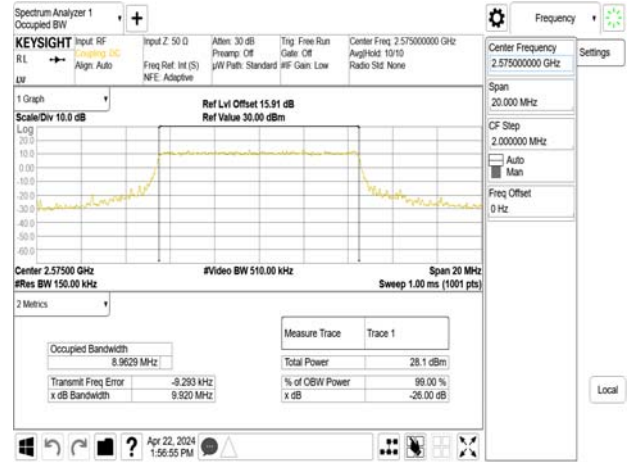 Spectrum Analyzer 1
Occupied BW
Frequency
KEYSIGHT
Input: RF
Coupling: DC
Align: Auto
Input Z: 50 Ω
Freq Ref: Int (S)
NFE: Adaptive
Atten: 30 dB
Preamp: Off
µW Path: Standard
Trig: Free Run
Gate: Off
#IF Gain: Low
Center Freq: 2.575000000 GHz
Avg|Hold: 10/10
Radio Std: None
RL
Center Frequency
2.575000000 GHz
Settings
Span
20.000 MHz
CF Step
2.000000 MHz
Auto
Man
Freq Offset
0 Hz
Local
1 Graph
Scale/Div 10.0 dB
Ref Lvl Offset 15.91 dB
Ref Value 30.00 dBm
Log
20.0
10.0
0.00
-10.0
-20.0
-30.0
-40.0
-50.0
-60.0
Center 2.57500 GHz
#Video BW 510.00 kHz
Span 20 MHz
#Res BW 150.00 kHz
Sweep 1.00 ms (1001 pts)
2 Metrics
Measure Trace
Trace 1
Occupied Bandwidth
8.9629 MHz
Total Power
28.1 dBm
Transmit Freq Error
-9.293 kHz
% of OBW Power
99.00 %
x dB Bandwidth
9.920 MHz
x dB
-26.00 dB
Apr 22, 2024
1:56:55 PM